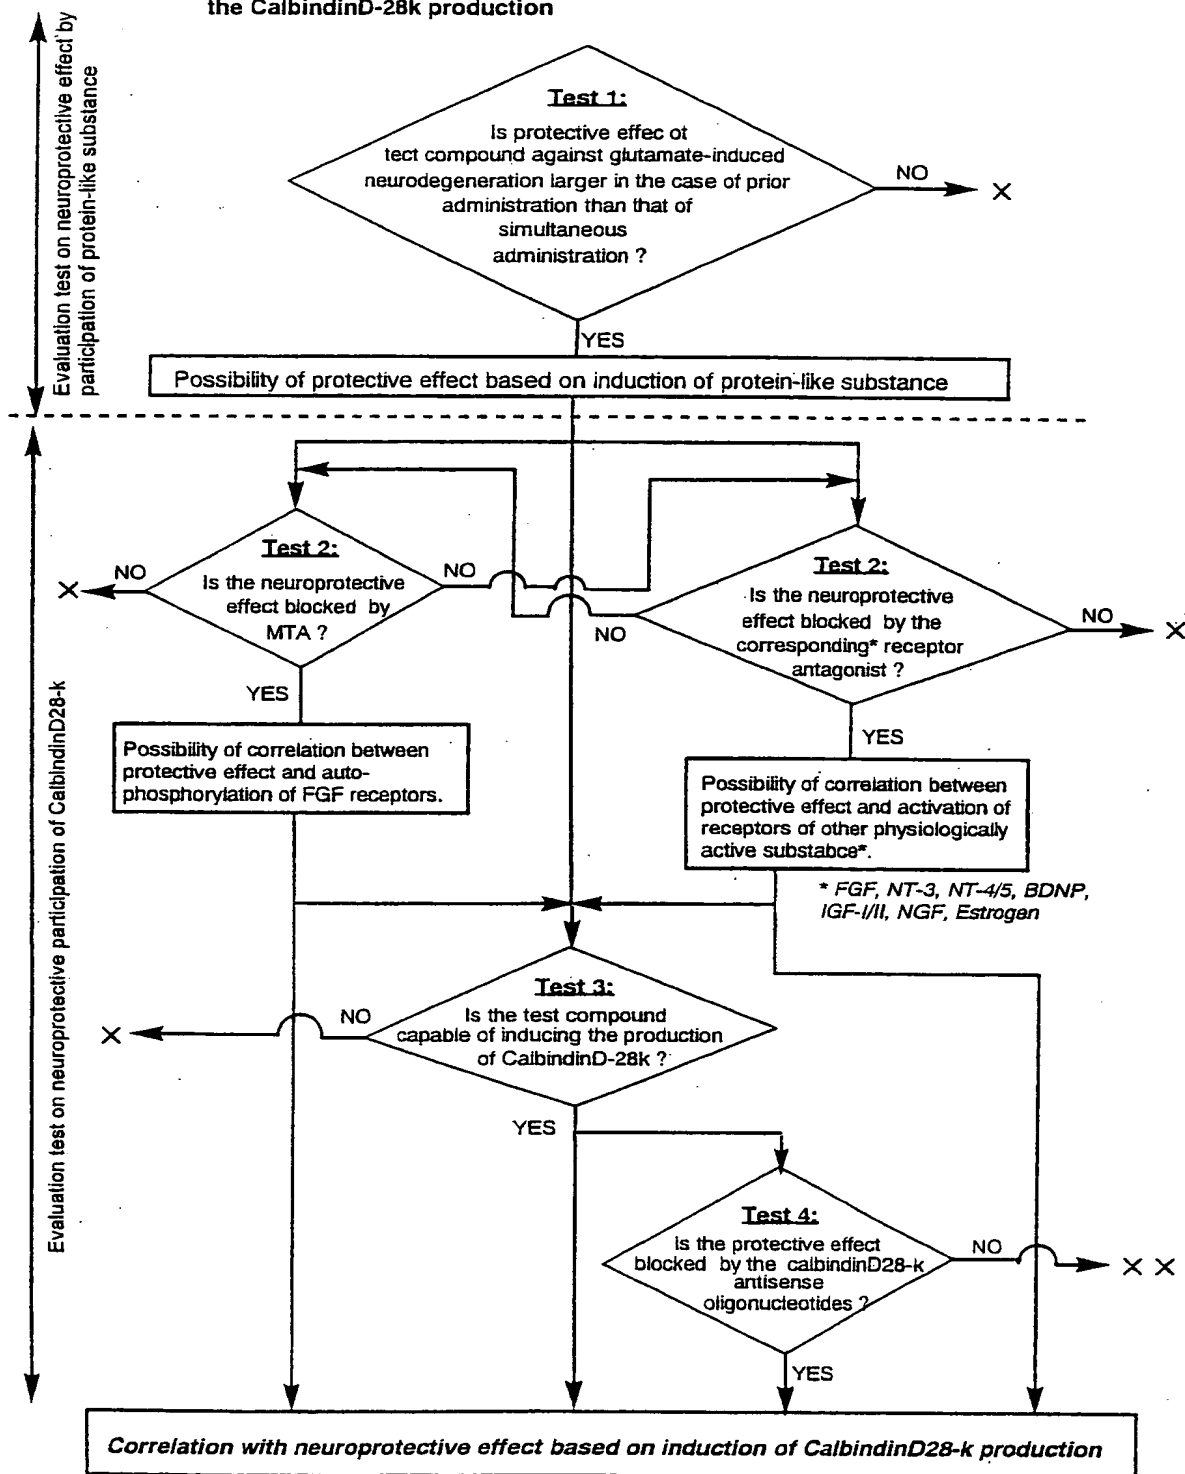 the CalbindinD-28k production
Evaluation test on neuroprotective effect by
participation of protein-like substance
Test 1:
Is protective effec ot
tect compound against glutamate-induced
neurodegeneration larger in the case of prior
administration than that of
simultaneous
administration ?
NO
X
YES
Possibility of protective effect based on induction of protein-like substance
Evaluation test on neuroprotective participation of CalbindinD28-k
Test 2:
Is the neuroprotective
effect blocked by
MTA ?
NO
X
NO
YES
Possibility of correlation between
protective effect and auto-
phosphorylation of FGF receptors.
Test 2:
Is the neuroprotective
effect blocked by the
corresponding* receptor
antagonist ?
NO
NO
X
YES
Possibility of correlation between
protective effect and activation of
receptors of other physiologically
active substabce*.
* FGF, NT-3, NT-4/5, BDNP,
IGF-I/II, NGF, Estrogen
Test 3:
Is the test compound
capable of inducing the production
of CalbindinD-28k ?
NO
X
YES
Test 4:
Is the protective effect
blocked by the calbindinD28-k
antisense
oligonucleotides ?
NO
X X
YES
Correlation with neuroprotective effect based on induction of CalbindinD28-k production